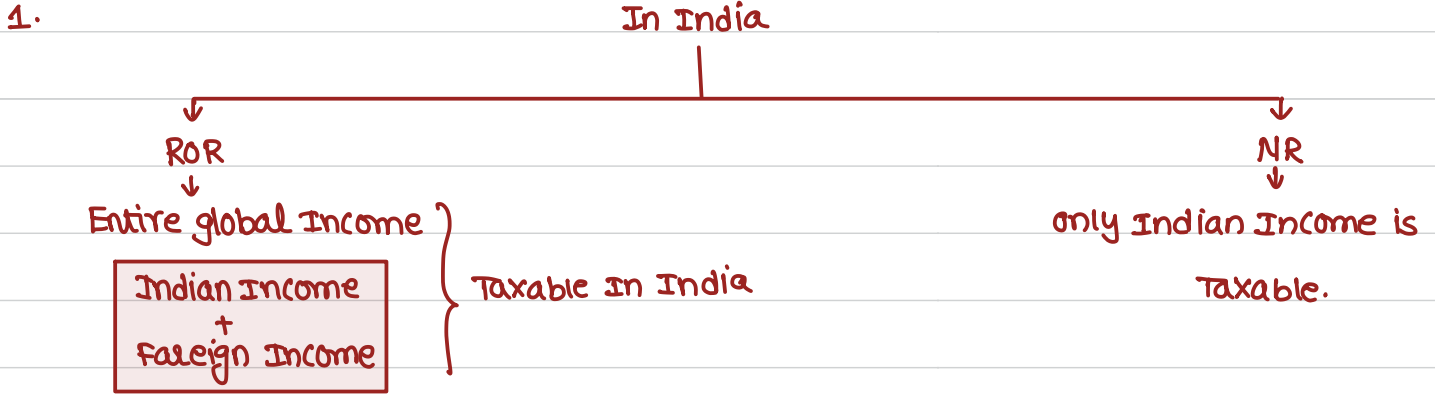 1.
In India
ROR
NR
Entire global Income
only Indian Income is
Indian Income
Taxable in India
Taxable.
+
Foreign Income